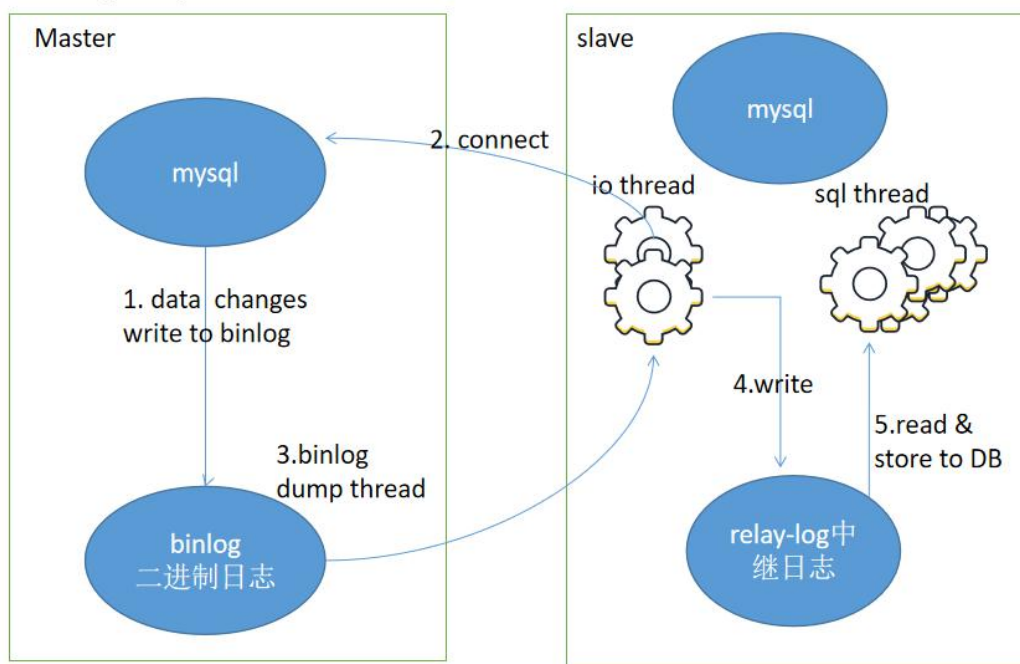 Master
mysql
1. data changes
write to binlog
binlog
二进制日志
2. connect
3.binlog
dump thread
slave
mysql
io thread
sql thread
4.write
5.read &
store to DB
relay-log中
继日志